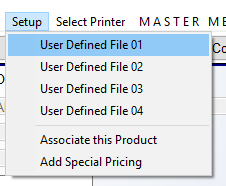 Setup Select Printer M A S T E R M E
User Defined File 01
User Defined File 02
User Defined File 03
User Defined File 04
Associate this Product
Add Special Pricing